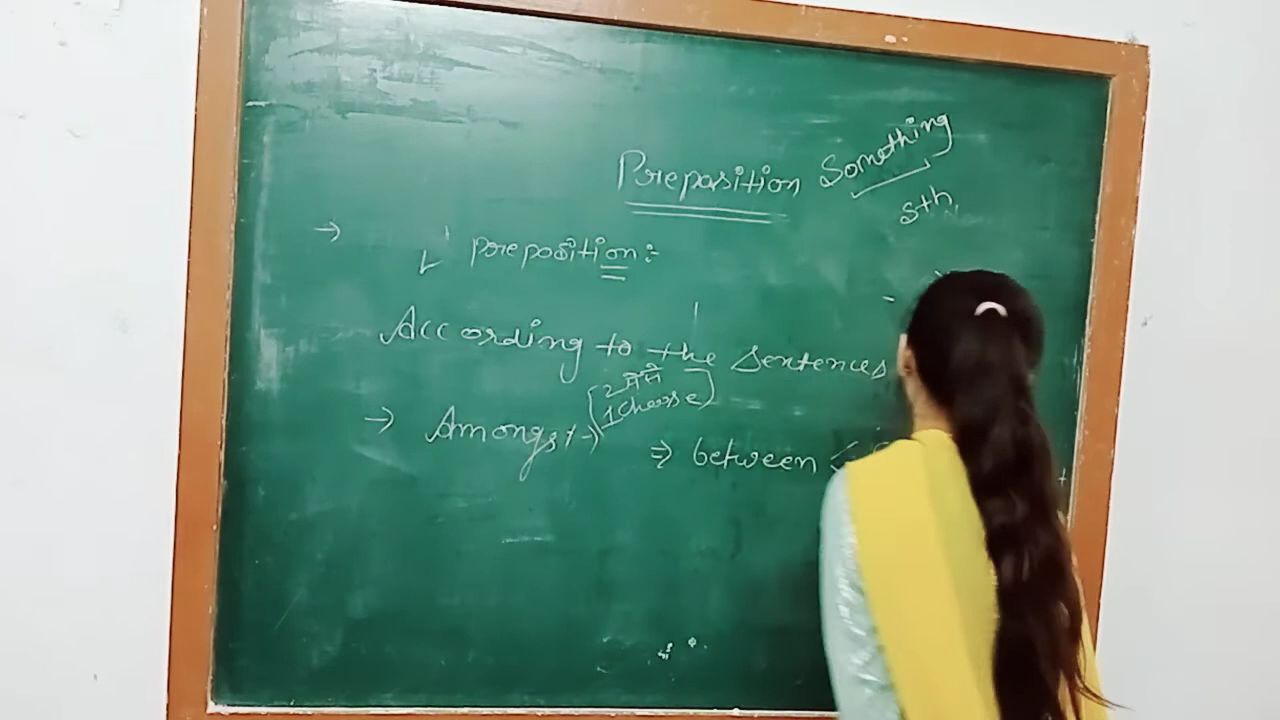 Preposition Something
sth.
→ preposition:-
According to the sentences
(2 में से
1 choose)
→ Amongst →
⇒ between